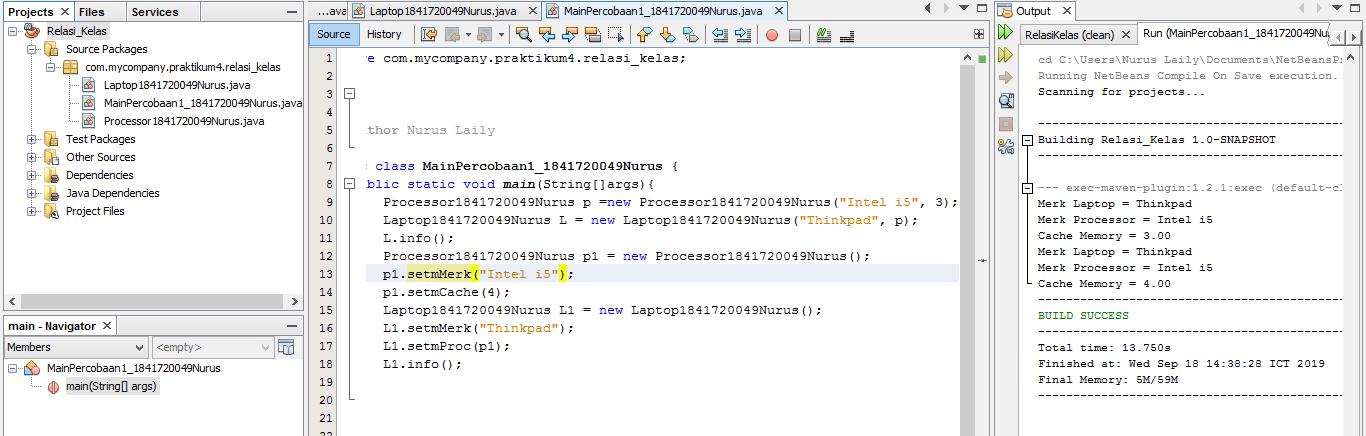 Projects Files Services
Relasi_Kelas
Source Packages
com.mycompany.praktikum4.relasi_kelas
Laptop1841720049Nurus.java
MainPercobaan1_1841720049Nurus.java
Processor1841720049Nurus.java
Test Packages
Other Sources
Dependencies
Java Dependencies
Project Files
main - Navigator
Members <empty>
MainPercobaan1_1841720049Nurus
main(String[] args)
...ava Laptop1841720049Nurus.java MainPercobaan1_1841720049Nurus.java
Source History
1 e com.mycompany.praktikum4.relasi_kelas;
2
3
4
5 thor Nurus Laily
6
7 class MainPercobaan1_1841720049Nurus {
8 blic static void main(String[]args){
9 Processor1841720049Nurus p =new Processor1841720049Nurus("Intel i5", 3);
10 Laptop1841720049Nurus L = new Laptop1841720049Nurus("Thinkpad", p);
11 L.info();
12 Processor1841720049Nurus p1 = new Processor1841720049Nurus();
13 p1.setmMerk("Intel i5");
14 p1.setmCache(4);
15 Laptop1841720049Nurus L1 = new Laptop1841720049Nurus();
16 L1.setmMerk("Thinkpad");
17 L1.setmProc(p1);
18 L1.info();
19
20
21
22
Output
RelasiKelas (clean) Run (MainPercobaan1_1841720049Nu
cd C:\Users\Nurus Laily\Documents\NetBeansP
Running NetBeans Compile On Save execution.
Scanning for projects...
------------------------------------------
Building Relasi_Kelas 1.0-SNAPSHOT
------------------------------------------
--- exec-maven-plugin:1.2.1:exec (default-cl
Merk Laptop = Thinkpad
Merk Processor = Intel i5
Cache Memory = 3.00
Merk Laptop = Thinkpad
Merk Processor = Intel i5
Cache Memory = 4.00
------------------------------------------
BUILD SUCCESS
------------------------------------------
Total time: 13.750s
Finished at: Wed Sep 18 14:38:28 ICT 2019
Final Memory: 5M/59M
------------------------------------------